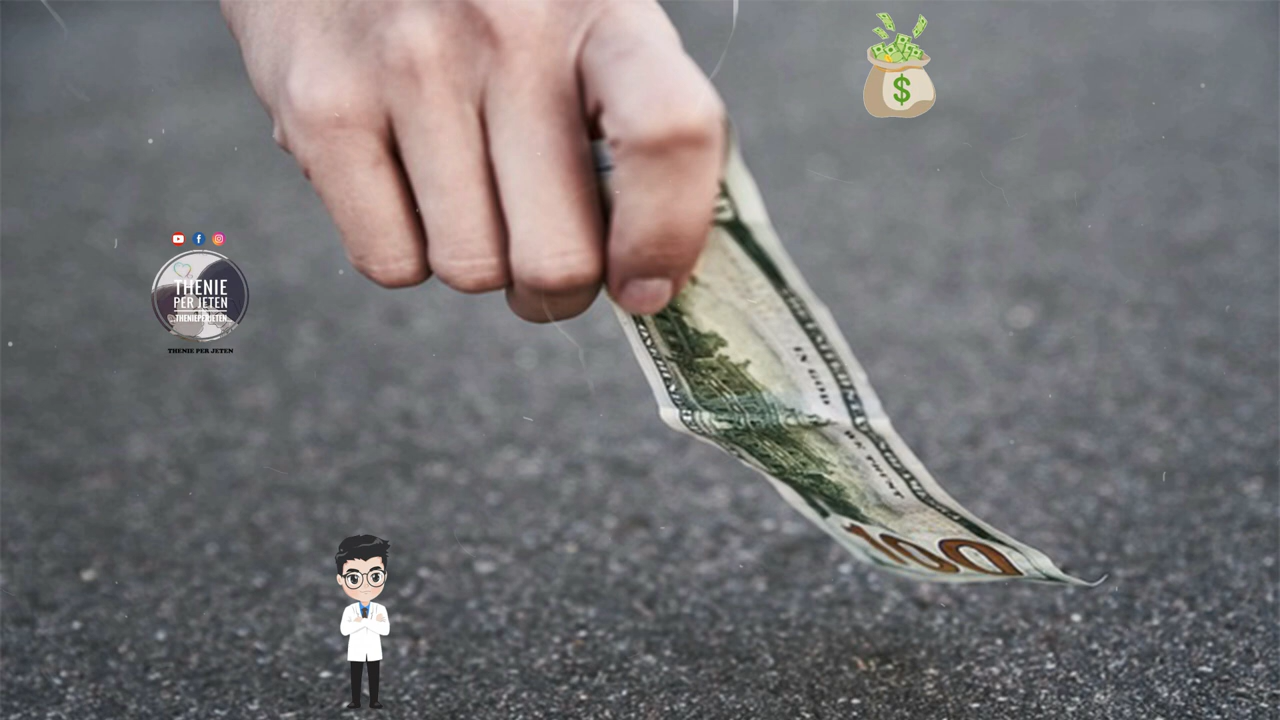 $
THENIE
PER JETEN
THENIEPERJETEN
THENIE PER JETEN
IN GOD
WE TRUST
100